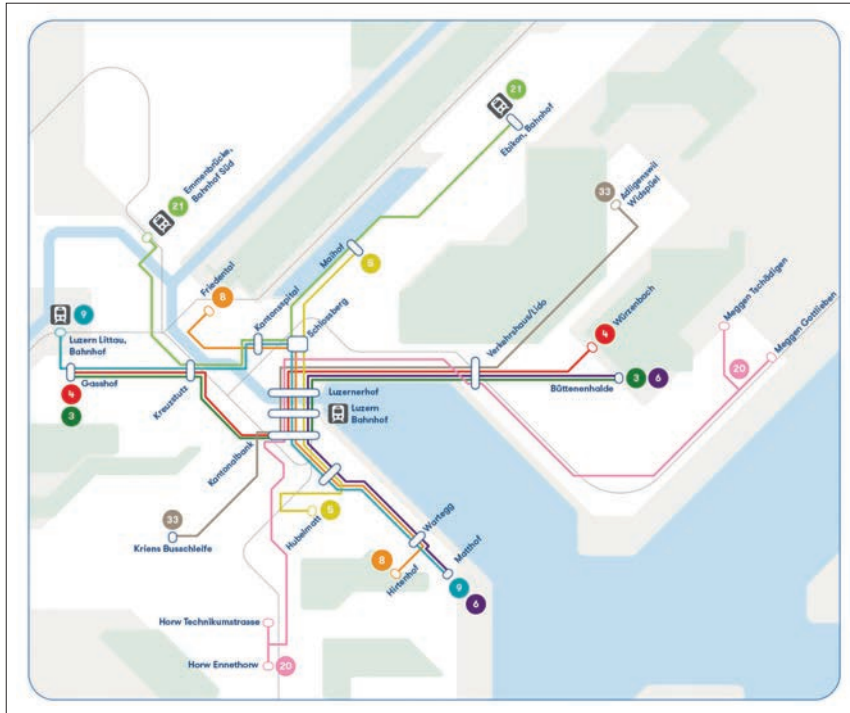 21
Ebikon, Bahnhof
Emmenbrücke,
Bahnhof Süd
21
33
Adligenswil
Widspüel
Maihof
5
Friedental
8
Kantonsspital
Schlossberg
9
Luzern Littau,
Bahnhof
Verkehrshaus/Lido
4
Würzenbach
Meggen Tschädigen
Meggen Gottlieben
20
Gasshof
4
3
Kreuzstutz
Büttenenhalde
3
6
Luzernerhof
Luzern
Bahnhof
Kantonalbank
33
Kriens Busschleife
Hubelmatt
5
Wartegg
8
Hirtenhof
Matthof
9
6
Horw Technikumstrasse
Horw Ennethorw
20